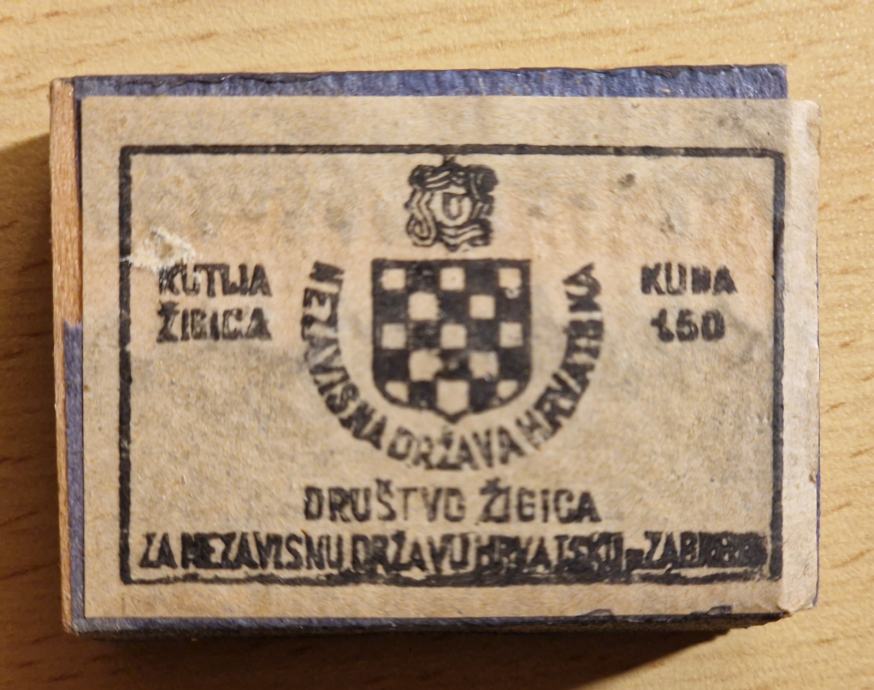 U
KUTIJA
ŽIGICA
NEZAVISNA DRŽAVA HRVATSKA
KUNA
1.50
DRUŠTVO ŽIGICA
ZA NEZAVISNU DRŽAVU HRVATSKU - ZAGREB